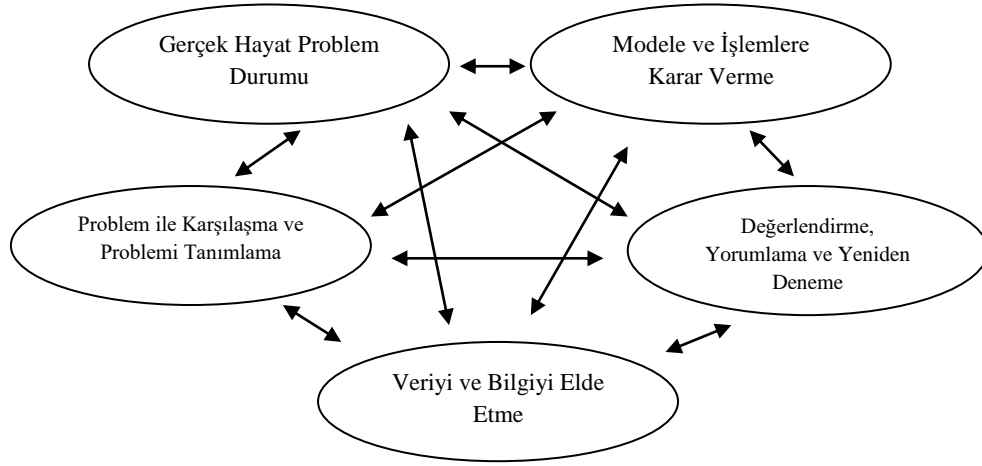 Gerçek Hayat Problem
Durumu
Modele ve İşlemlere
Karar Verme
Problem ile Karşılaşma ve
Problemi Tanımlama
Değerlendirme,
Yorumlama ve Yeniden
Deneme
Veriyi ve Bilgiyi Elde
Etme